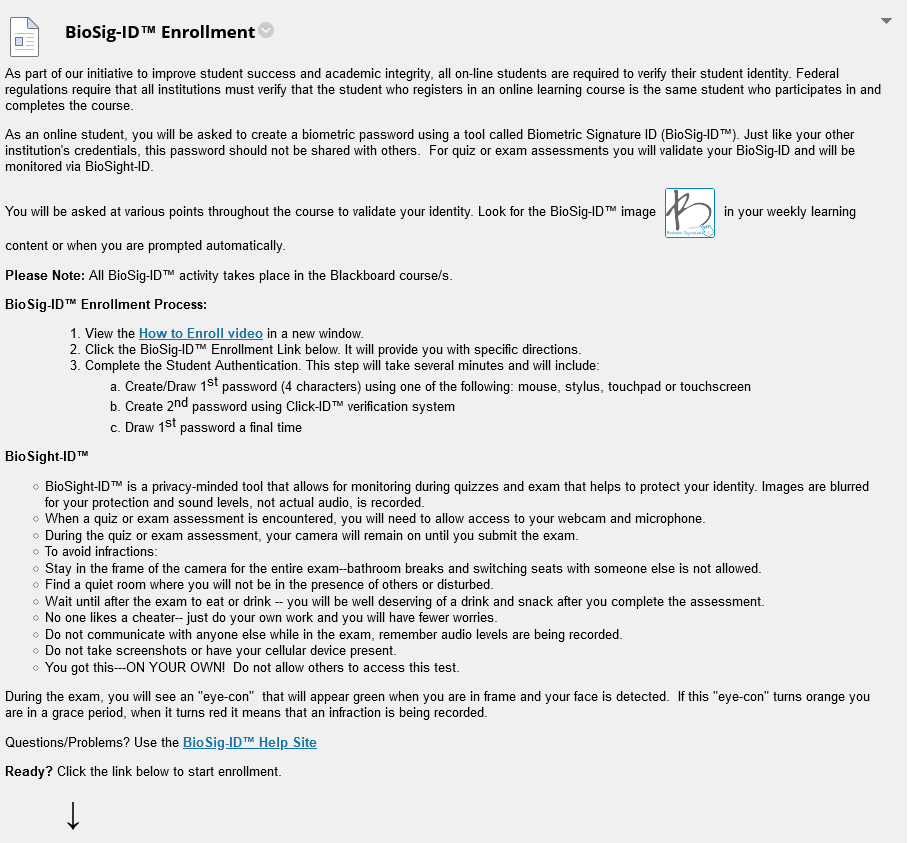 BioSig-ID™ Enrollment
As part of our initiative to improve student success and academic integrity, all on-line students are required to verify their student identity. Federal
regulations require that all institutions must verify that the student who registers in an online learning course is the same student who participates in and
completes the course.
As an online student, you will be asked to create a biometric password using a tool called Biometric Signature ID (BioSig-ID™). Just like your other
institution's credentials, this password should not be shared with others.  For quiz or exam assessments you will validate your BioSig-ID and will be
monitored via BioSight-ID.
You will be asked at various points throughout the course to validate your identity. Look for the BioSig-ID™ image in your weekly learning
content or when you are prompted automatically.
Please Note: All BioSig-ID™ activity takes place in the Blackboard course/s.
BioSig-ID™ Enrollment Process:
1. View the How to Enroll video in a new window.
2. Click the BioSig-ID™ Enrollment Link below. It will provide you with specific directions.
3. Complete the Student Authentication. This step will take several minutes and will include:
a. Create/Draw 1st password (4 characters) using one of the following: mouse, stylus, touchpad or touchscreen
b. Create 2nd password using Click-ID™ verification system
c. Draw 1st password a final time
BioSight-ID™
◦ BioSight-ID™ is a privacy-minded tool that allows for monitoring during quizzes and exam that helps to protect your identity. Images are blurred
for your protection and sound levels, not actual audio, is recorded.
◦ When a quiz or exam assessment is encountered, you will need to allow access to your webcam and microphone.
◦ During the quiz or exam assessment, your camera will remain on until you submit the exam.
◦ To avoid infractions:
◦ Stay in the frame of the camera for the entire exam--bathroom breaks and switching seats with someone else is not allowed.
◦ Find a quiet room where you will not be in the presence of others or disturbed.
◦ Wait until after the exam to eat or drink -- you will be well deserving of a drink and snack after you complete the assessment.
◦ No one likes a cheater-- just do your own work and you will have fewer worries.
◦ Do not communicate with anyone else while in the exam, remember audio levels are being recorded.
◦ Do not take screenshots or have your cellular device present.
◦ You got this---ON YOUR OWN!  Do not allow others to access this test.
During the exam, you will see an "eye-con"  that will appear green when you are in frame and your face is detected.  If this "eye-con" turns orange you
are in a grace period, when it turns red it means that an infraction is being recorded.
Questions/Problems? Use the BioSig-ID™ Help Site
Ready? Click the link below to start enrollment.
↓